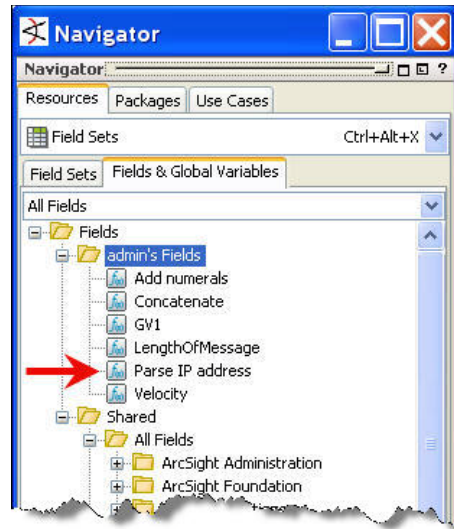 Navigator
Navigator ?
Resources Packages Use Cases
Field Sets Ctrl+Alt+X
Field Sets Fields & Global Variables
All Fields
Fields
admin's Fields
Add numerals
Concatenate
GV1
LengthOfMessage
Parse IP address
Velocity
Shared
All Fields
ArcSight Administration
ArcSight Foundation